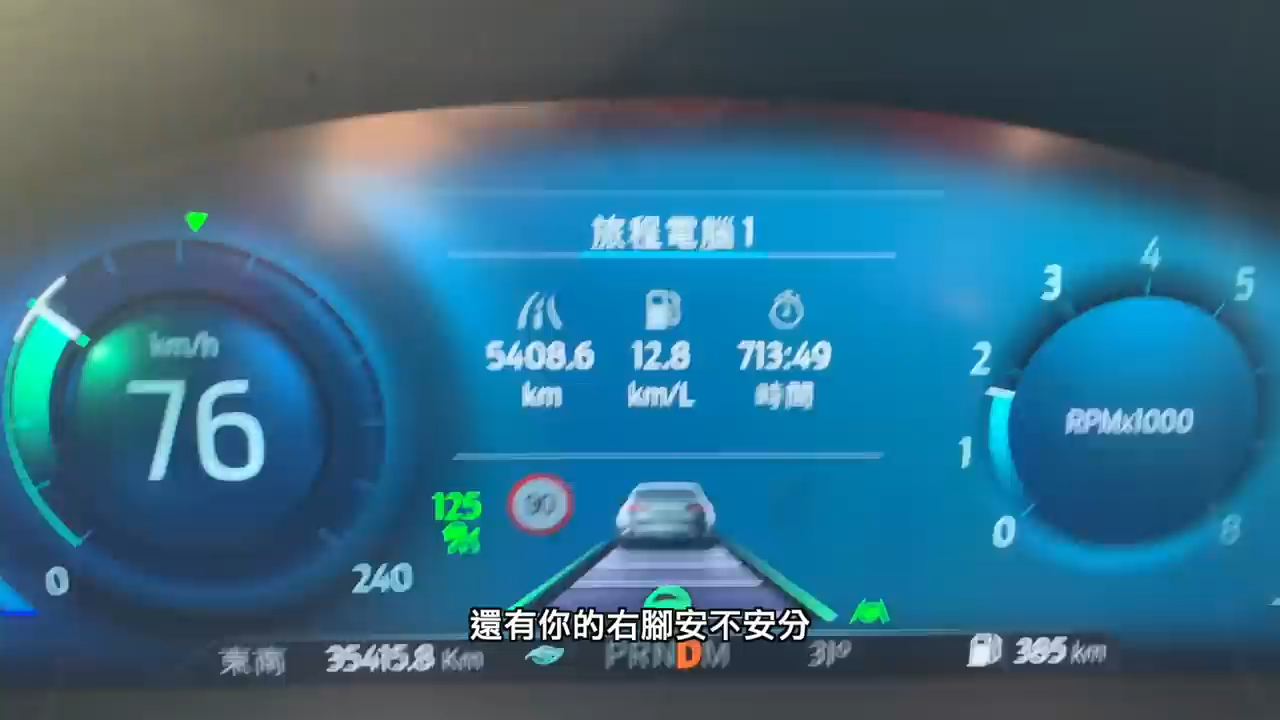 旅程電腦 1
5408.6 12.8 713:49
km km/L 時間
km/h
76
0 240
125
90
0 1 2 3 4 5 8
RPMx1000
還有你的右腳安不安分
東南 35415.8 Km PRNDM 31° 385 km